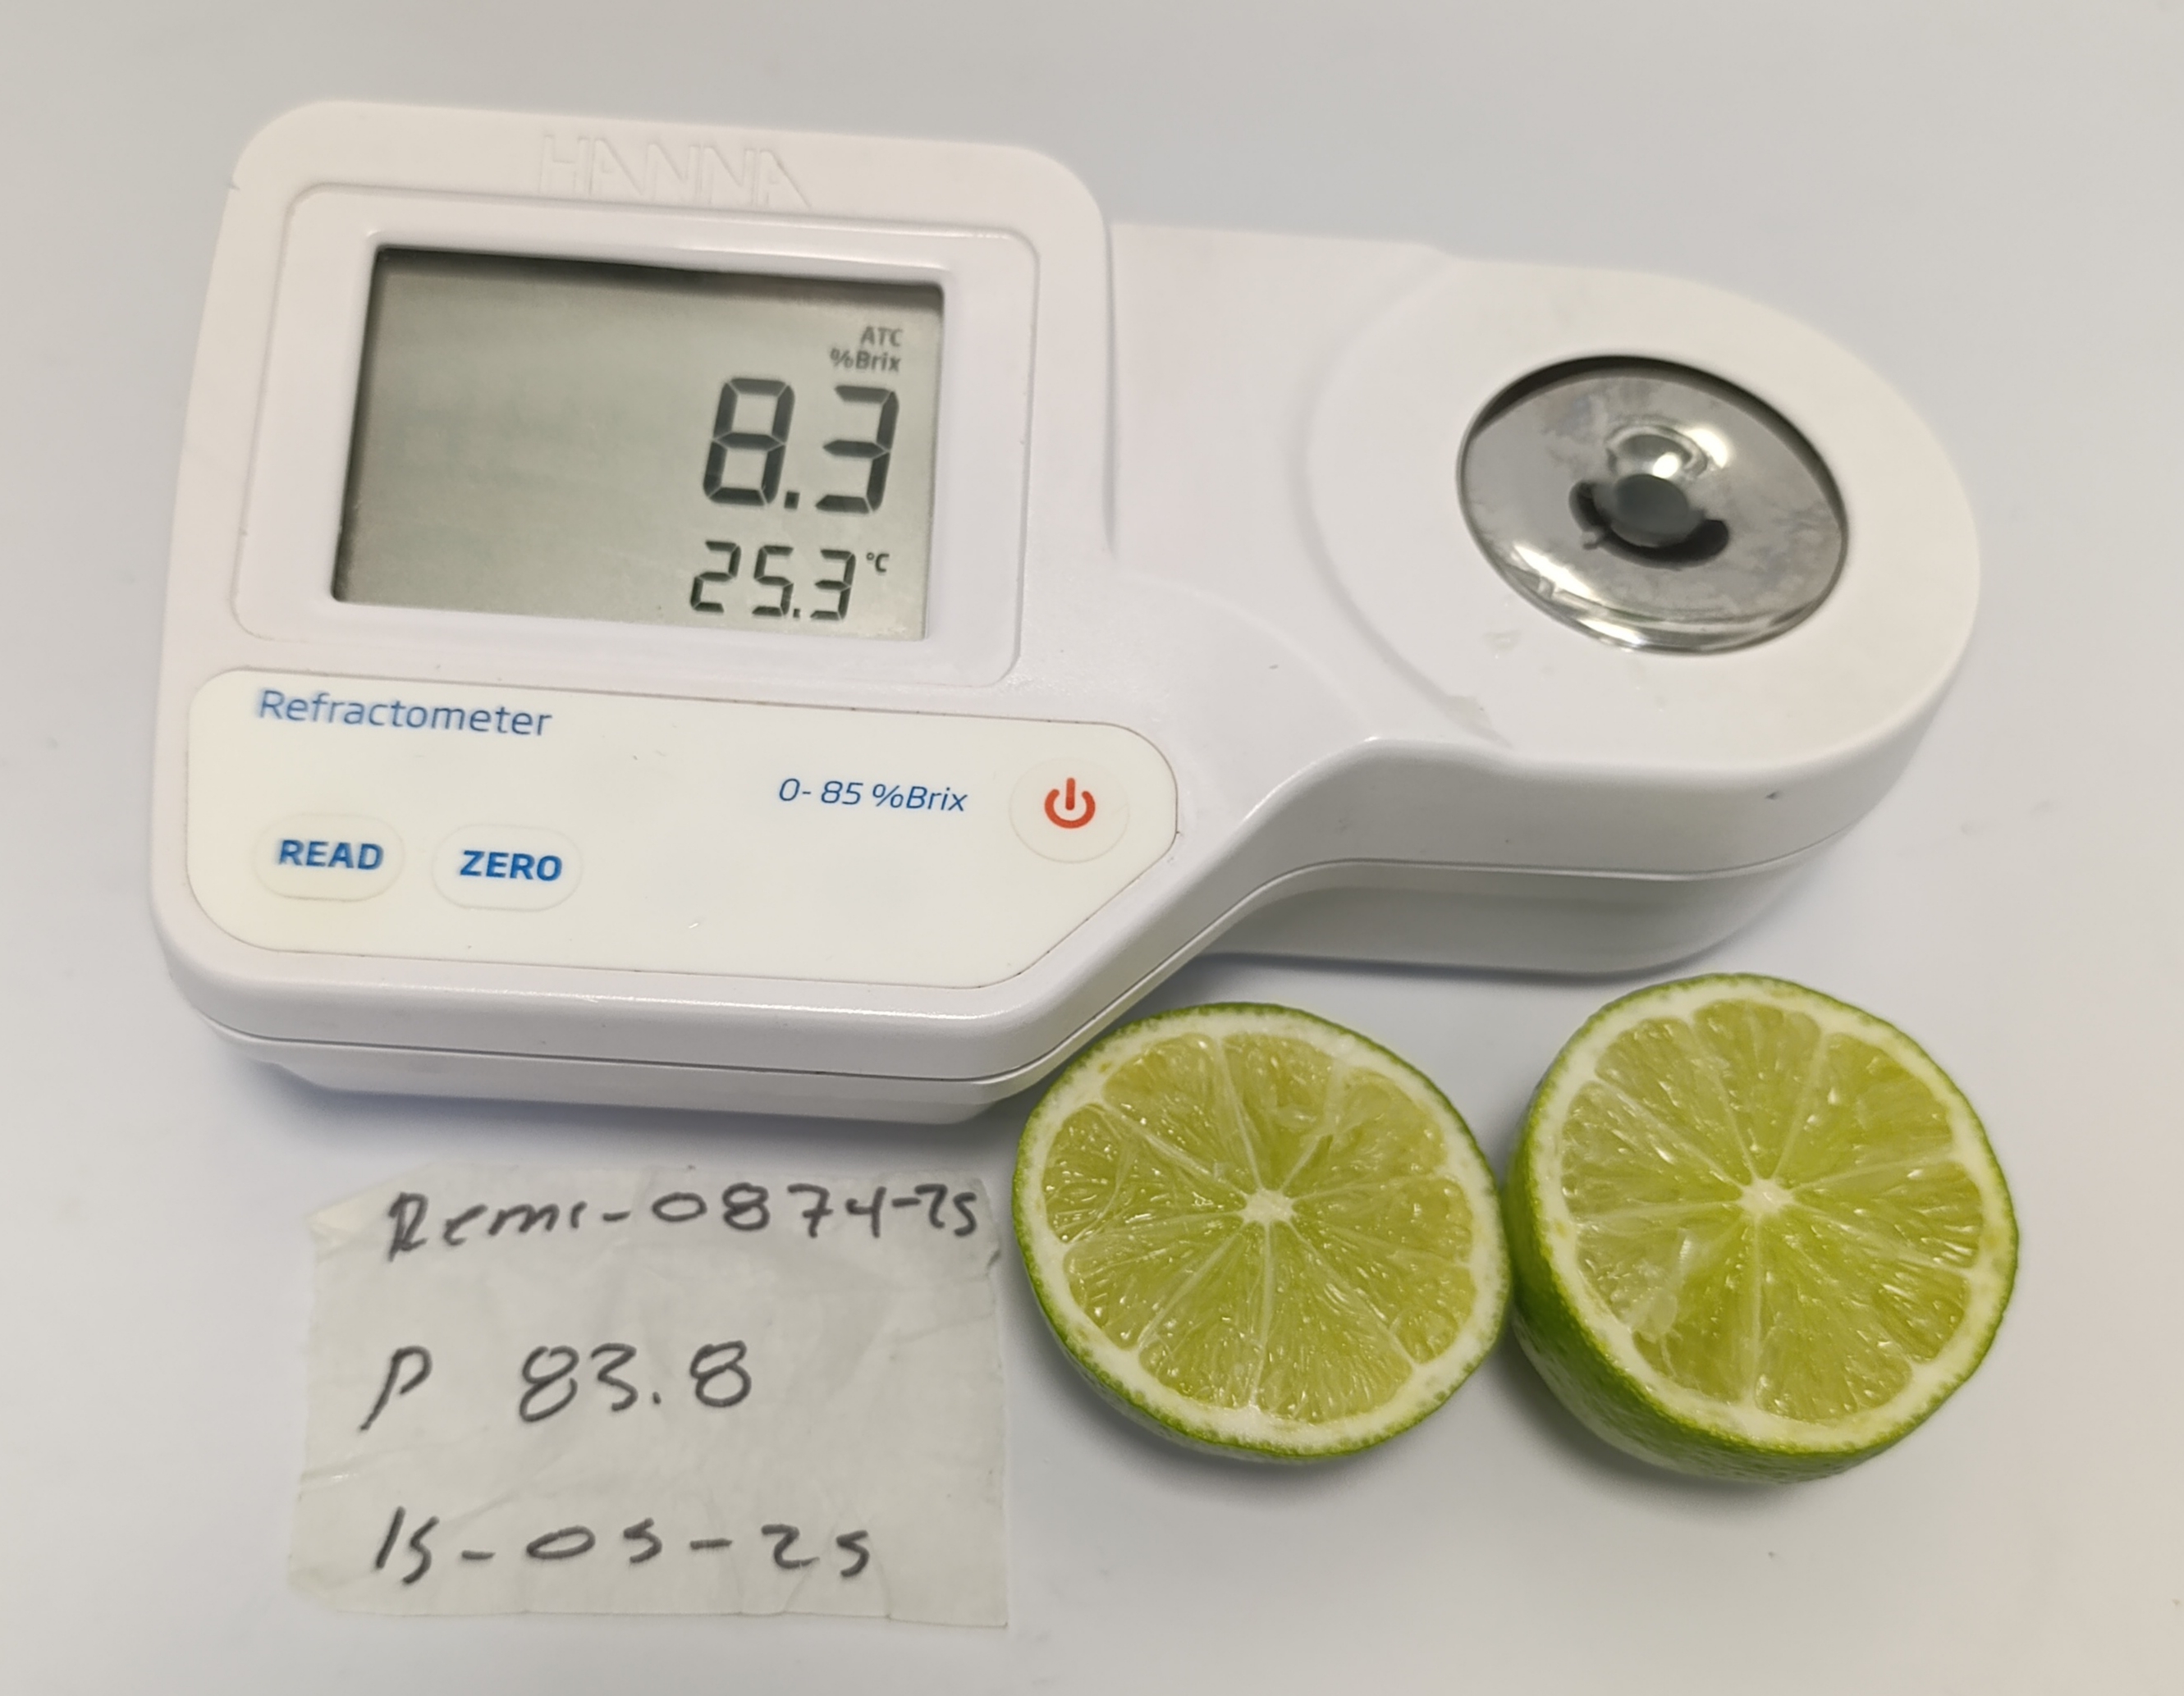 HANNA
ATC
%Brix
8.3
25.3 °C
Refractometer
0-85 %Brix
READ ZERO
Remi-0874-25
P 83.8
15-05-25